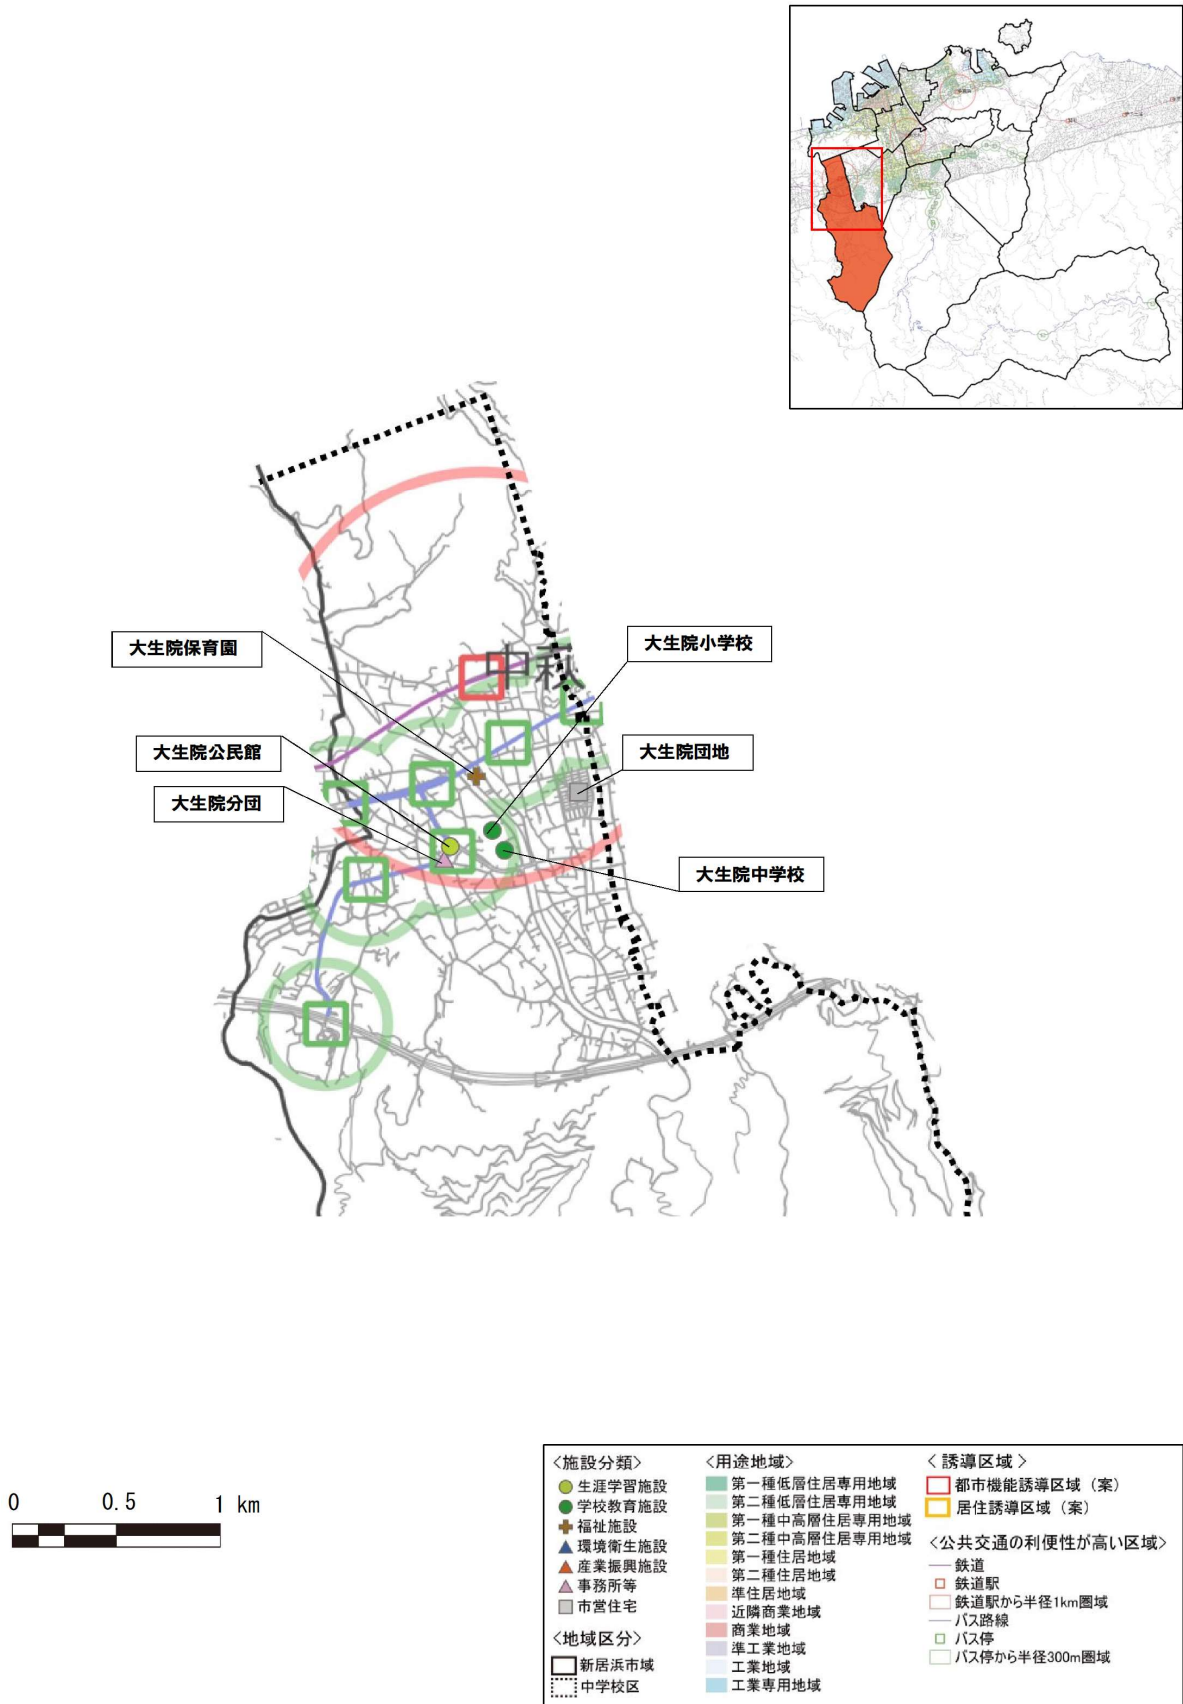 大生院保育園
大生院小学校
中萩
大生院公民館
大生院団地
大生院分団
大生院中学校
0 0.5 1 km
<施設分類>
生涯学習施設
学校教育施設
福祉施設
環境衛生施設
産業振興施設
事務所等
市営住宅
<地域区分>
新居浜市域
中学校区
<用途地域>
第一種低層住居専用地域
第二種低層住居専用地域
第一種中高層住居専用地域
第二種中高層住居専用地域
第一種住居地域
第二種住居地域
準住居地域
近隣商業地域
商業地域
準工業地域
工業地域
工業専用地域
< 誘導区域 >
都市機能誘導区域（案）
居住誘導区域（案）
<公共交通の利便性が高い区域>
鉄道
鉄道駅
鉄道駅から半径1km圏域
バス路線
バス停
バス停から半径300m圏域